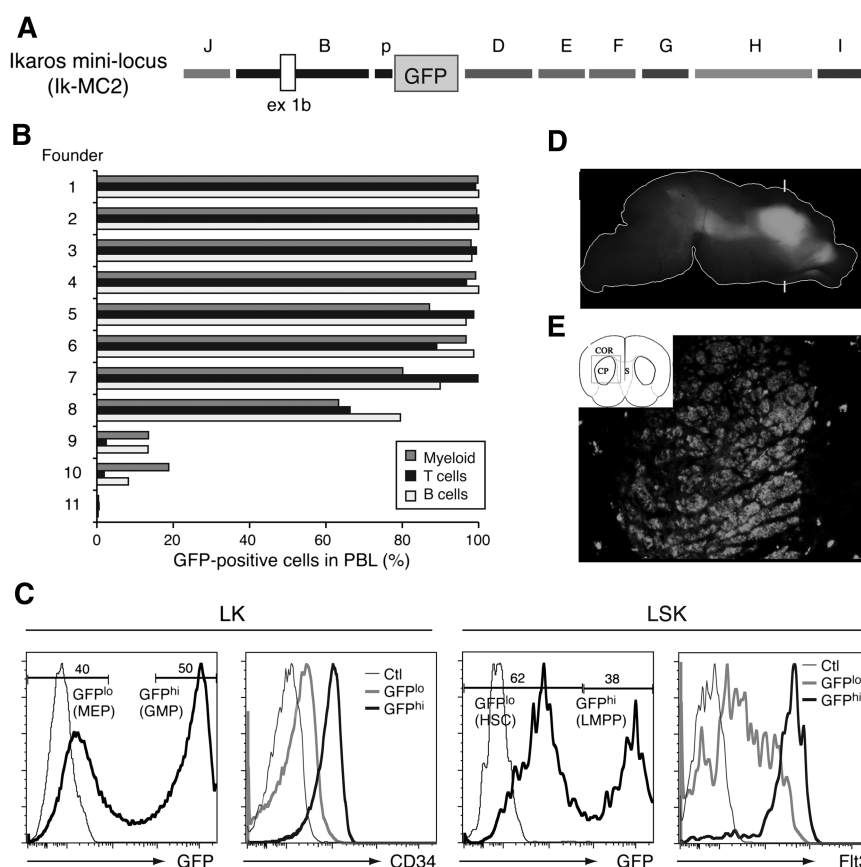 A
Ikaros mini-locus
(Ik-MC2)
J B p GFP D E F G H I
ex 1b
B
Founder
1
2
3
4
5
6
7
8
9
10
11
Myeloid
T cells
B cells
0 20 40 60 80 100
GFP-positive cells in PBL (%)
D
E
COR
CP S
C
LK
40
GFPlo
(MEP)
50
GFPhi
(GMP)
GFP
Ctl
GFPlo
GFPhi
CD34
LSK
62
GFPlo
(HSC)
38
GFPhi
(LMPP)
GFP
Ctl
GFPlo
GFPhi